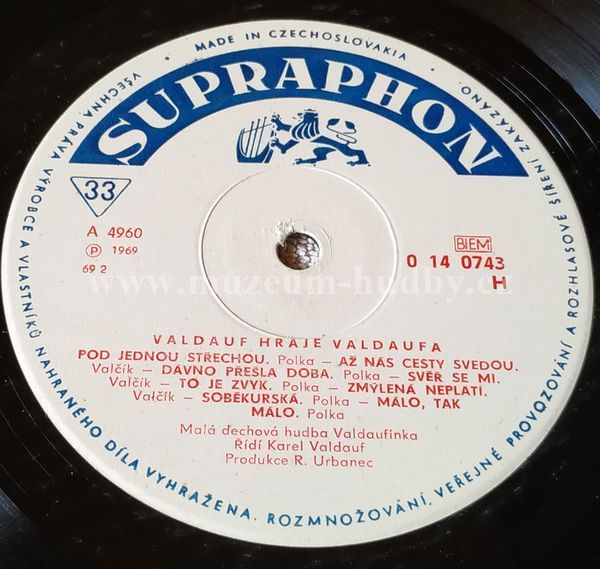 MADE IN CZECHOSLOVAKIA
SUPRAPHON
33
A 4960
Ⓟ 1969
69 2
BIEM
0 14 0743
H
www.muzeum-hudby.cz
VALDAUF HRAJE VALDAUFA
POD JEDNOU STŘECHOU. Polka – AŽ NÁS CESTY SVEDOU.
Valčík – DÁVNO PŘEŠLA DOBA. Polka – SVĚŘ SE MI.
Valčík – TO JE ZVYK. Polka – ZMÝLENÁ NEPLATÍ.
Valčík – SOBĚKURSKÁ. Polka – MÁLO, TAK
MÁLO. Polka
Malá dechová hudba Valdaufinka
Řídí Karel Valdauf
Produkce R. Urbanec
VŠECHNA PRÁVA VÝROBCE A VLASTNÍKŮ NAHRANÉHO DÍLA VYHRAŽENA. ROZMNOŽOVÁNÍ, VEŘEJNÉ PROVOZOVÁNÍ A ROZHLASOVÉ ŠÍŘENÍ ZAKÁZÁNO